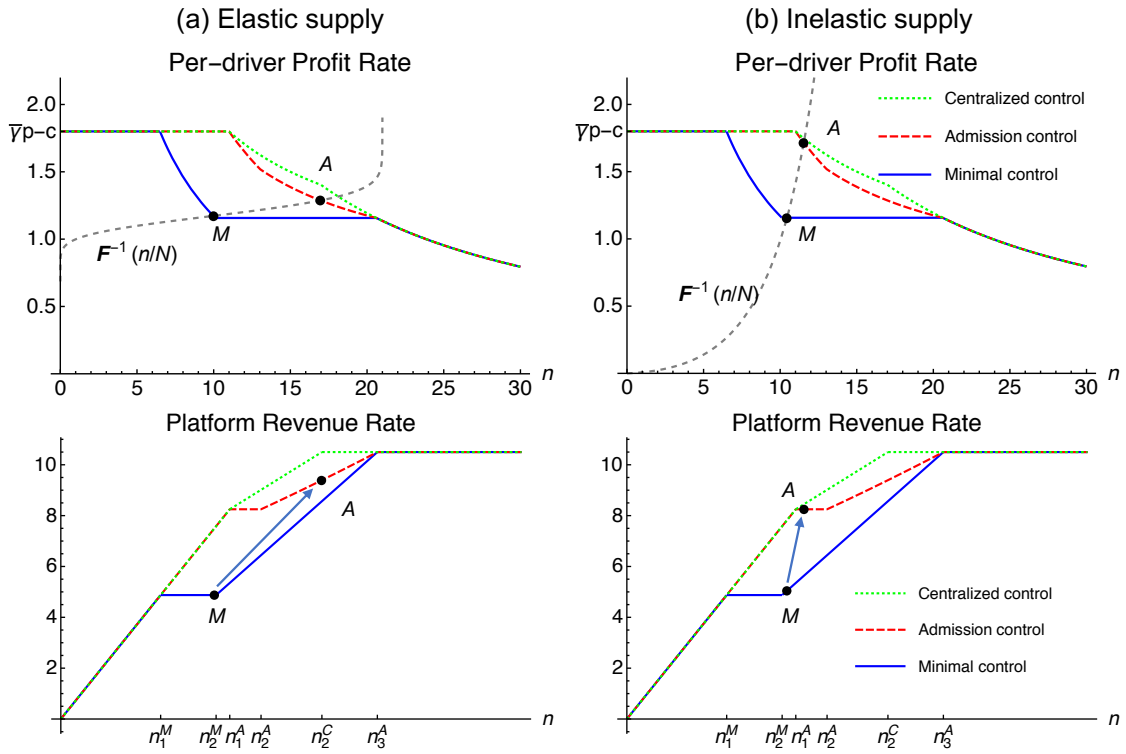 (a) Elastic supply
Per-driver Profit Rate
2.0
γ̅p−c
1.5
1.0
0.5
A
M
F⁻¹(n/N)
0 5 10 15 20 25 30 n
(b) Inelastic supply
Per-driver Profit Rate
2.0
γ̅p−c
1.5
1.0
0.5
A
M
F⁻¹(n/N)
Centralized control
Admission control
Minimal control
0 5 10 15 20 25 30 n
Platform Revenue Rate
10
8
6
4
2
0
A
M
n
n₁ᴹ n₂ᴹ n₁ᴬ n₂ᴬ n₂ᶜ n₃ᴬ
Platform Revenue Rate
10
8
6
4
2
0
A
M
Centralized control
Admission control
Minimal control
n
n₁ᴹ n₂ᴹ n₁ᴬ n₂ᴬ n₂ᶜ n₃ᴬ